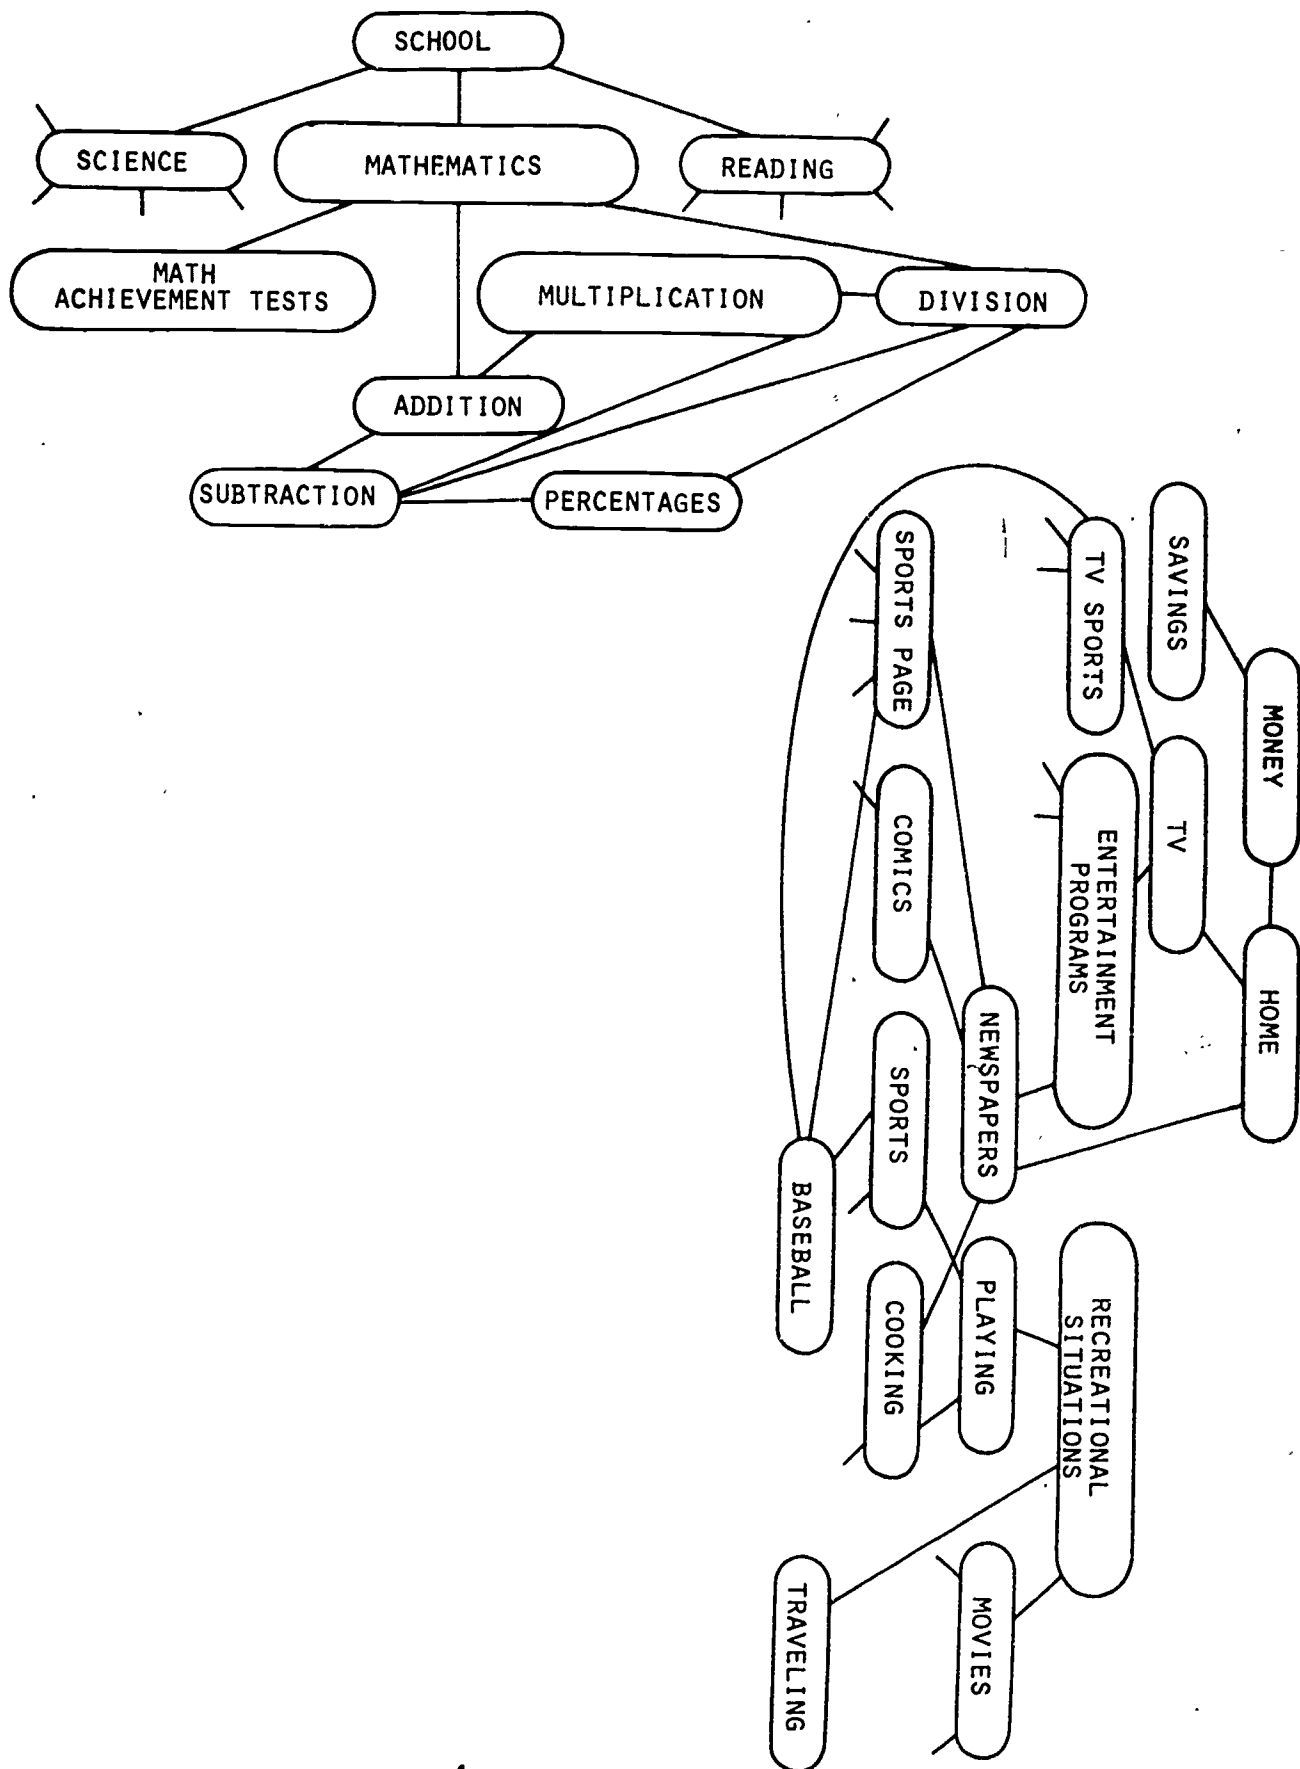 SCHOOL
SCIENCE
MATHEMATICS
READING
MATH
ACHIEVEMENT TESTS
MULTIPLICATION
DIVISION
ADDITION
SUBTRACTION
PERCENTAGES
MONEY
HOME
SAVINGS
TV
TV SPORTS
ENTERTAINMENT
PROGRAMS
RECREATIONAL
SITUATIONS
NEWSPAPERS
PLAYING
MOVIES
SPORTS PAGE
COMICS
SPORTS
COOKING
BASEBALL
TRAVELING